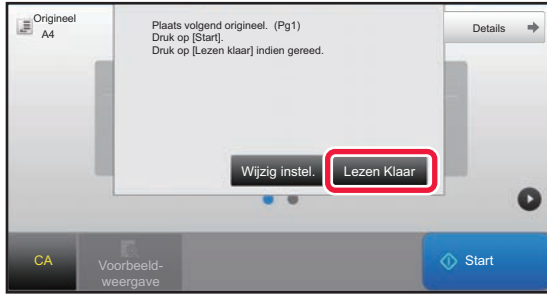 Origineel
A4
Plaats volgend origineel. (Pg1)
Druk op [Start].
Druk op [Lezen klaar] indien gereed.
Details
Wijzig instel.
Lezen Klaar
CA
Voorbeeld-
weergave
Start